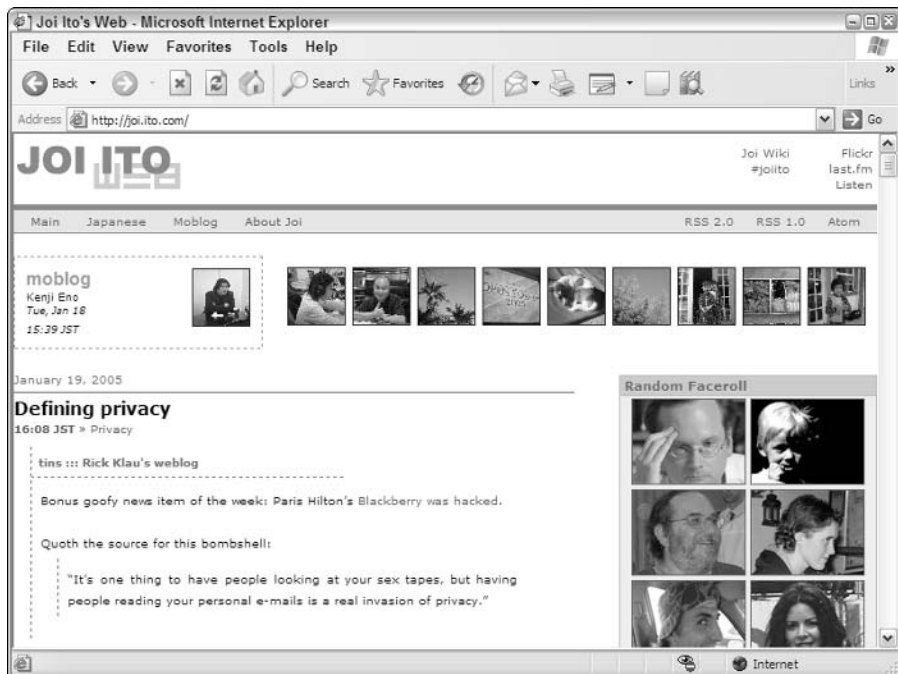 Joi Ito's Web - Microsoft Internet Explorer
File Edit View Favorites Tools Help
Back Search Favorites Links »
Address http://joi.ito.com/ Go
JOI ITO
web
Joi Wiki Flickr
#joiito last.fm
Listen
Main Japanese Moblog About Joi RSS 2.0 RSS 1.0 Atom
moblog
Kenji Eno
Tue, Jan 18
15:39 JST
January 19, 2005
Defining privacy
16:08 JST » Privacy
tins ::: Rick Klau's weblog
Bonus goofy news item of the week: Paris Hilton's Blackberry was hacked.
Quoth the source for this bombshell:
"It's one thing to have people looking at your sex tapes, but having
people reading your personal e-mails is a real invasion of privacy."
Random Faceroll
Internet